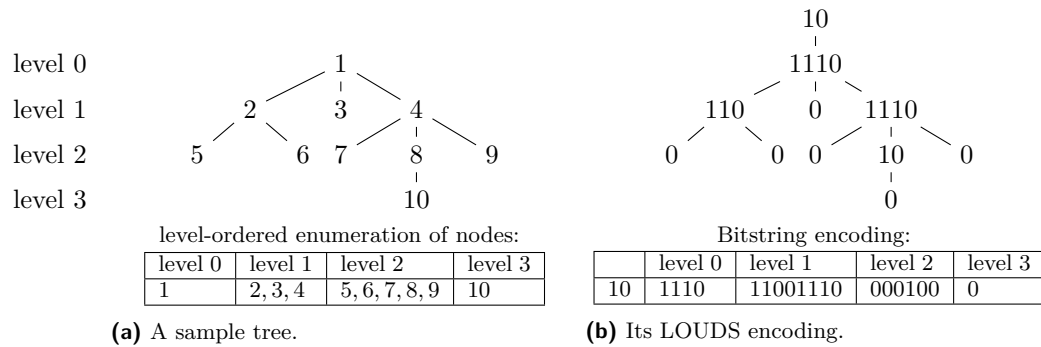 10
level 0 1 1110
level 1 2 3 4 110 0 1110
level 2 5 6 7 8 9 0 0 0 10 0
level 3 10 0
level-ordered enumeration of nodes: Bitstring encoding:
level 0 level 1 level 2 level 3 level 0 level 1 level 2 level 3
1 2, 3, 4 5, 6, 7, 8, 9 10 10 1110 11001110 000100 0
(a) A sample tree. (b) Its LOUDS encoding.